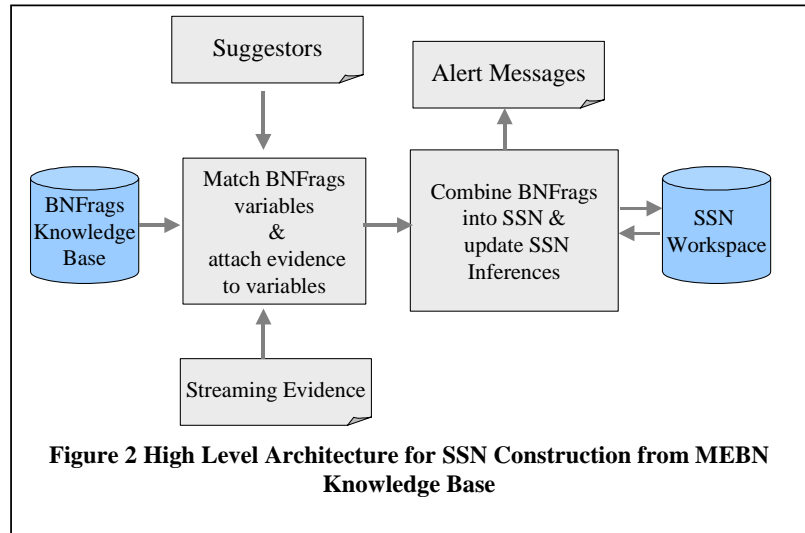 Suggestors
Alert Messages
BNFrags
Knowledge
Base
Match BNFrags
variables
&
attach evidence
to variables
Combine BNFrags
into SSN &
update SSN
Inferences
SSN
Workspace
Streaming Evidence
Figure 2 High Level Architecture for SSN Construction from MEBN
Knowledge Base